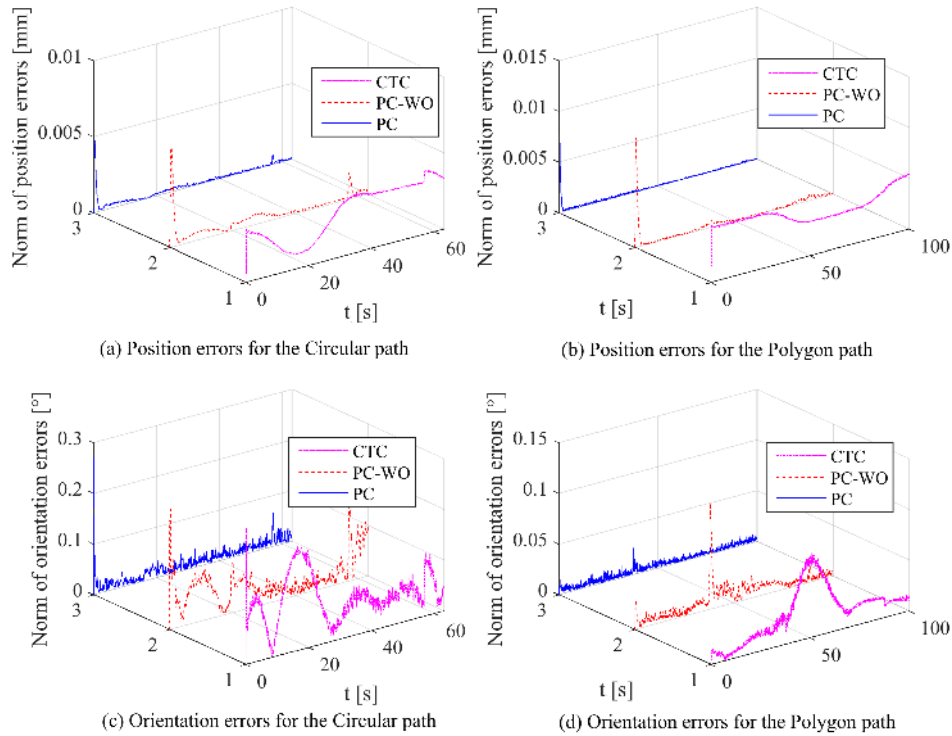 Norm of position errors [mm]
0.01
0.005
0
3
2
1
0
20
40
60
t [s]
CTC
PC-WO
PC
(a) Position errors for the Circular path
Norm of position errors [mm]
0.015
0.01
0.005
0
3
2
1
0
50
100
t [s]
CTC
PC-WO
PC
(b) Position errors for the Polygon path
Norm of orientation errors [°]
0.3
0.2
0.1
0
3
2
1
0
20
40
60
t [s]
CTC
PC-WO
PC
(c) Orientation errors for the Circular path
Norm of orientation errors [°]
0.15
0.1
0.05
0
3
2
1
0
50
100
t [s]
CTC
PC-WO
PC
(d) Orientation errors for the Polygon path